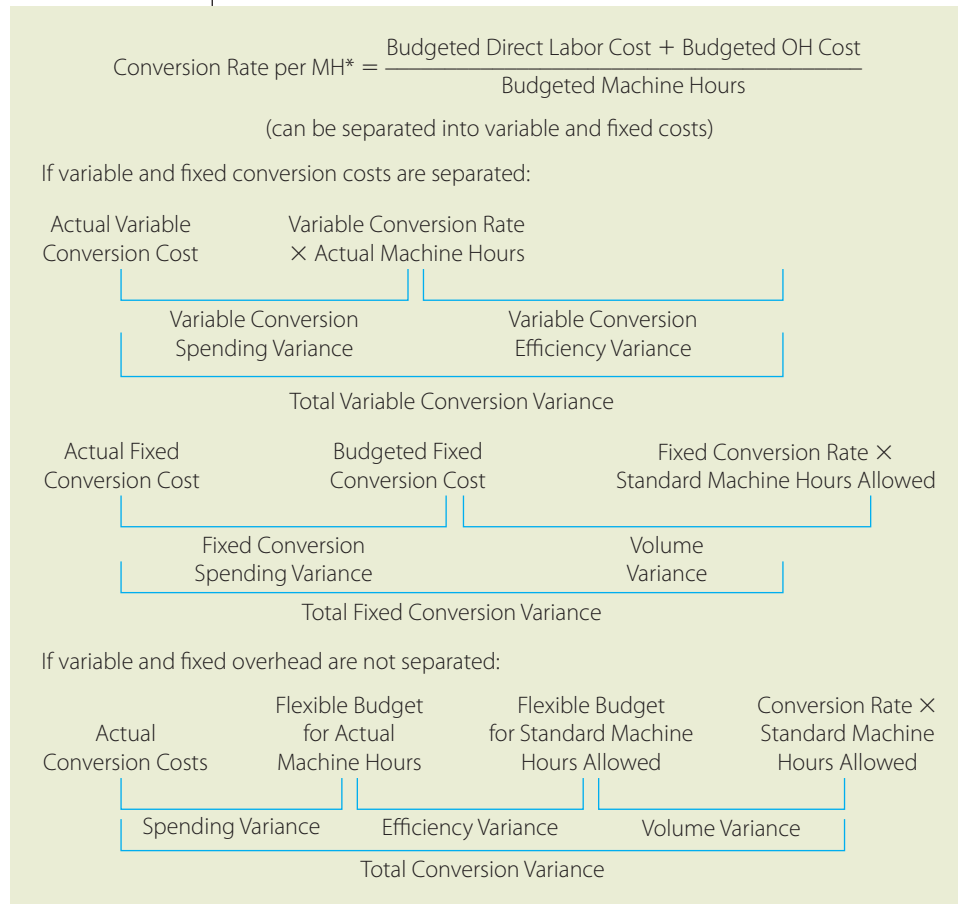 Conversion Rate per MH* = Budgeted Direct Labor Cost + Budgeted OH Cost
Budgeted Machine Hours
(can be separated into variable and fixed costs)
If variable and fixed conversion costs are separated:
Actual Variable
Conversion Cost
Variable Conversion Rate
× Actual Machine Hours
Variable Conversion
Spending Variance
Variable Conversion
Efficiency Variance
Total Variable Conversion Variance
Actual Fixed
Conversion Cost
Budgeted Fixed
Conversion Cost
Fixed Conversion Rate ×
Standard Machine Hours Allowed
Fixed Conversion
Spending Variance
Volume
Variance
Total Fixed Conversion Variance
If variable and fixed overhead are not separated:
Actual
Conversion Costs
Flexible Budget
for Actual
Machine Hours
Flexible Budget
for Standard Machine
Hours Allowed
Conversion Rate ×
Standard Machine
Hours Allowed
Spending Variance
Efficiency Variance
Volume Variance
Total Conversion Variance